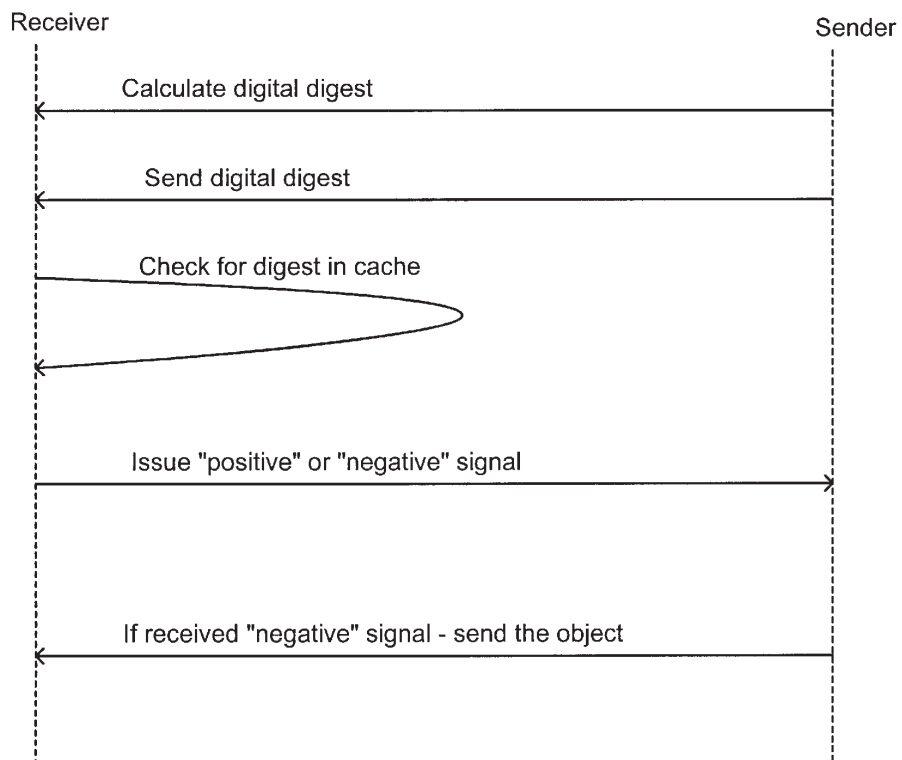 Receiver
Sender
Calculate digital digest
Send digital digest
Check for digest in cache
Issue "positive" or "negative" signal
If received "negative" signal - send the object